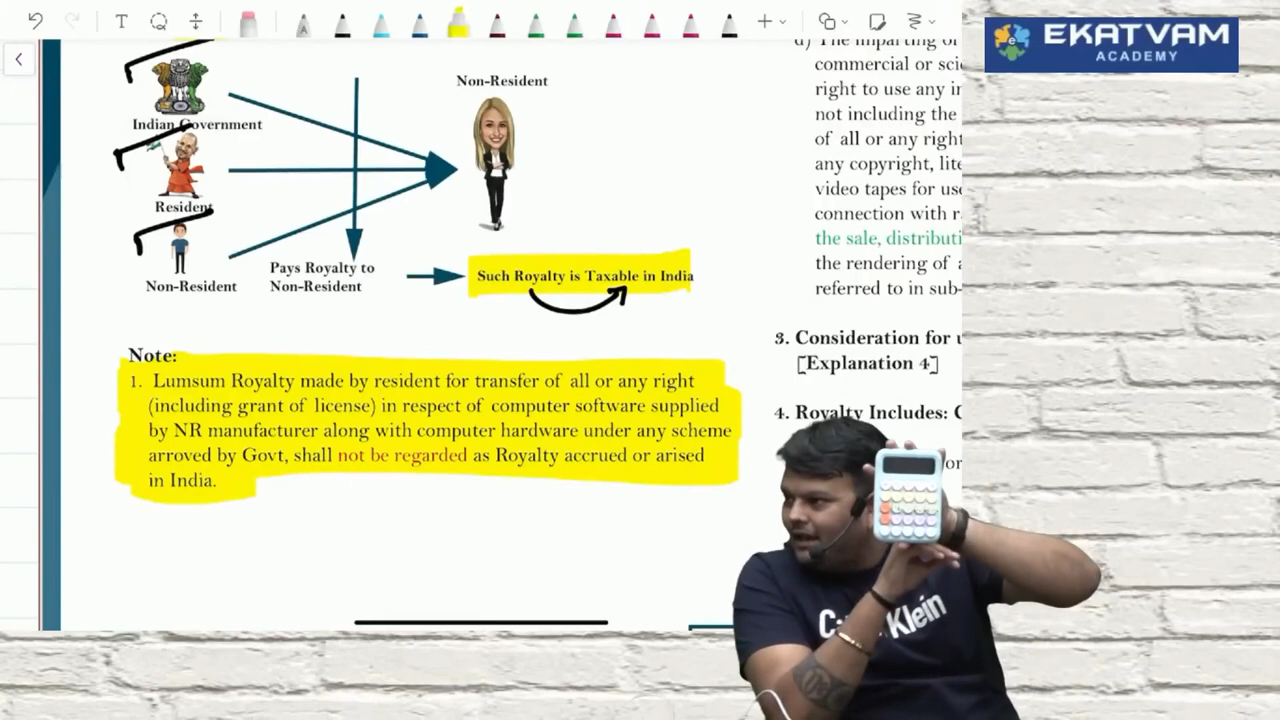 EKATVAM
ACADEMY
T
A
Indian Government
Resident
Non-Resident
Non-Resident
Pays Royalty to
Non-Resident
Such Royalty is Taxable in India
Note:
1. Lumsum Royalty made by resident for transfer of all or any right
(including grant of license) in respect of computer software supplied
by NR manufacturer along with computer hardware under any scheme
arroved by Govt, shall not be regarded as Royalty accrued or arised
in India.
d) The imparting of
commercial or sci
right to use any i
not including the
of all or any right
any copyright, lite
video tapes for use
connection with r
the sale, distributi
the rendering of a
referred to in sub-
3. Consideration for u
[Explanation 4]
4. Royalty Includes: C
Klein